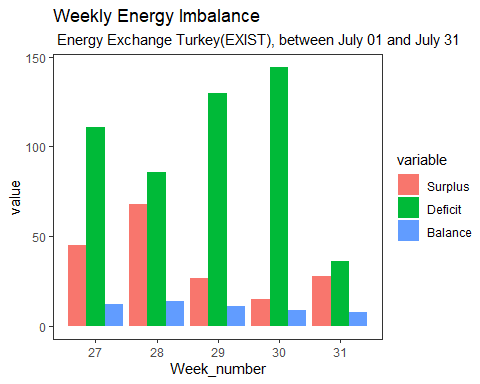 Weekly Energy Imbalance
Energy Exchange Turkey(EXIST), between July 01 and July 31
150
100
50
0
value
27 28 29 30 31
Week_number
variable
Surplus
Deficit
Balance